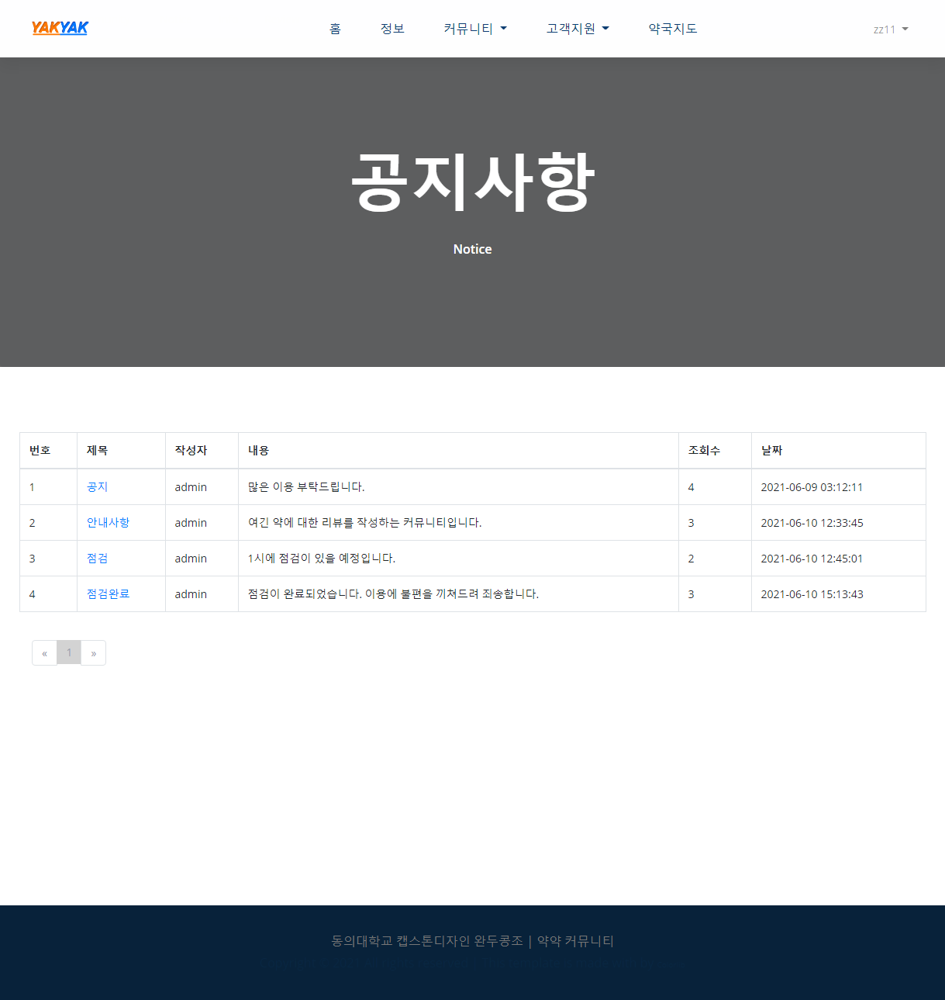 YAKYAK 홈 정보 커뮤니티 고객지원 약국지도 zz11
공지사항
Notice
번호 제목 작성자 내용 조회수 날짜
1 공지 admin 많은 이용 부탁드립니다. 4 2021-06-09 03:12:11
2 안내사항 admin 여긴 약에 대한 리뷰를 작성하는 커뮤니티입니다. 3 2021-06-10 12:33:45
3 점검 admin 1시에 점검이 있을 예정입니다. 2 2021-06-10 12:45:01
4 점검완료 admin 점검이 완료되었습니다. 이용에 불편을 끼쳐드려 죄송합니다. 3 2021-06-10 15:13:43
« 1 »
동의대학교 캡스톤디자인 완두콩조 | 약약 커뮤니티